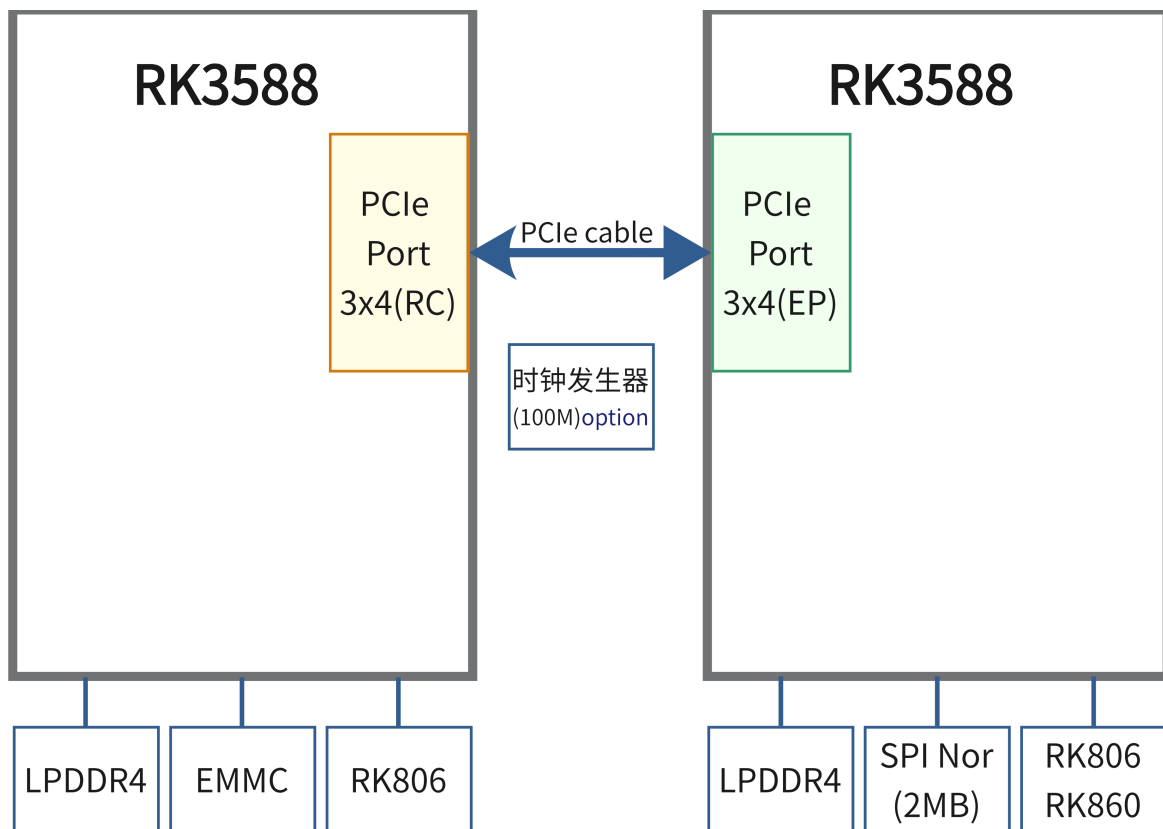 RK3588
RK3588
PCIe
Port
3x4(RC)
PCIe cable
PCIe
Port
3x4(EP)
时钟发生器
(100M)option
LPDDR4
EMMC
RK806
LPDDR4
SPI Nor
(2MB)
RK806
RK860